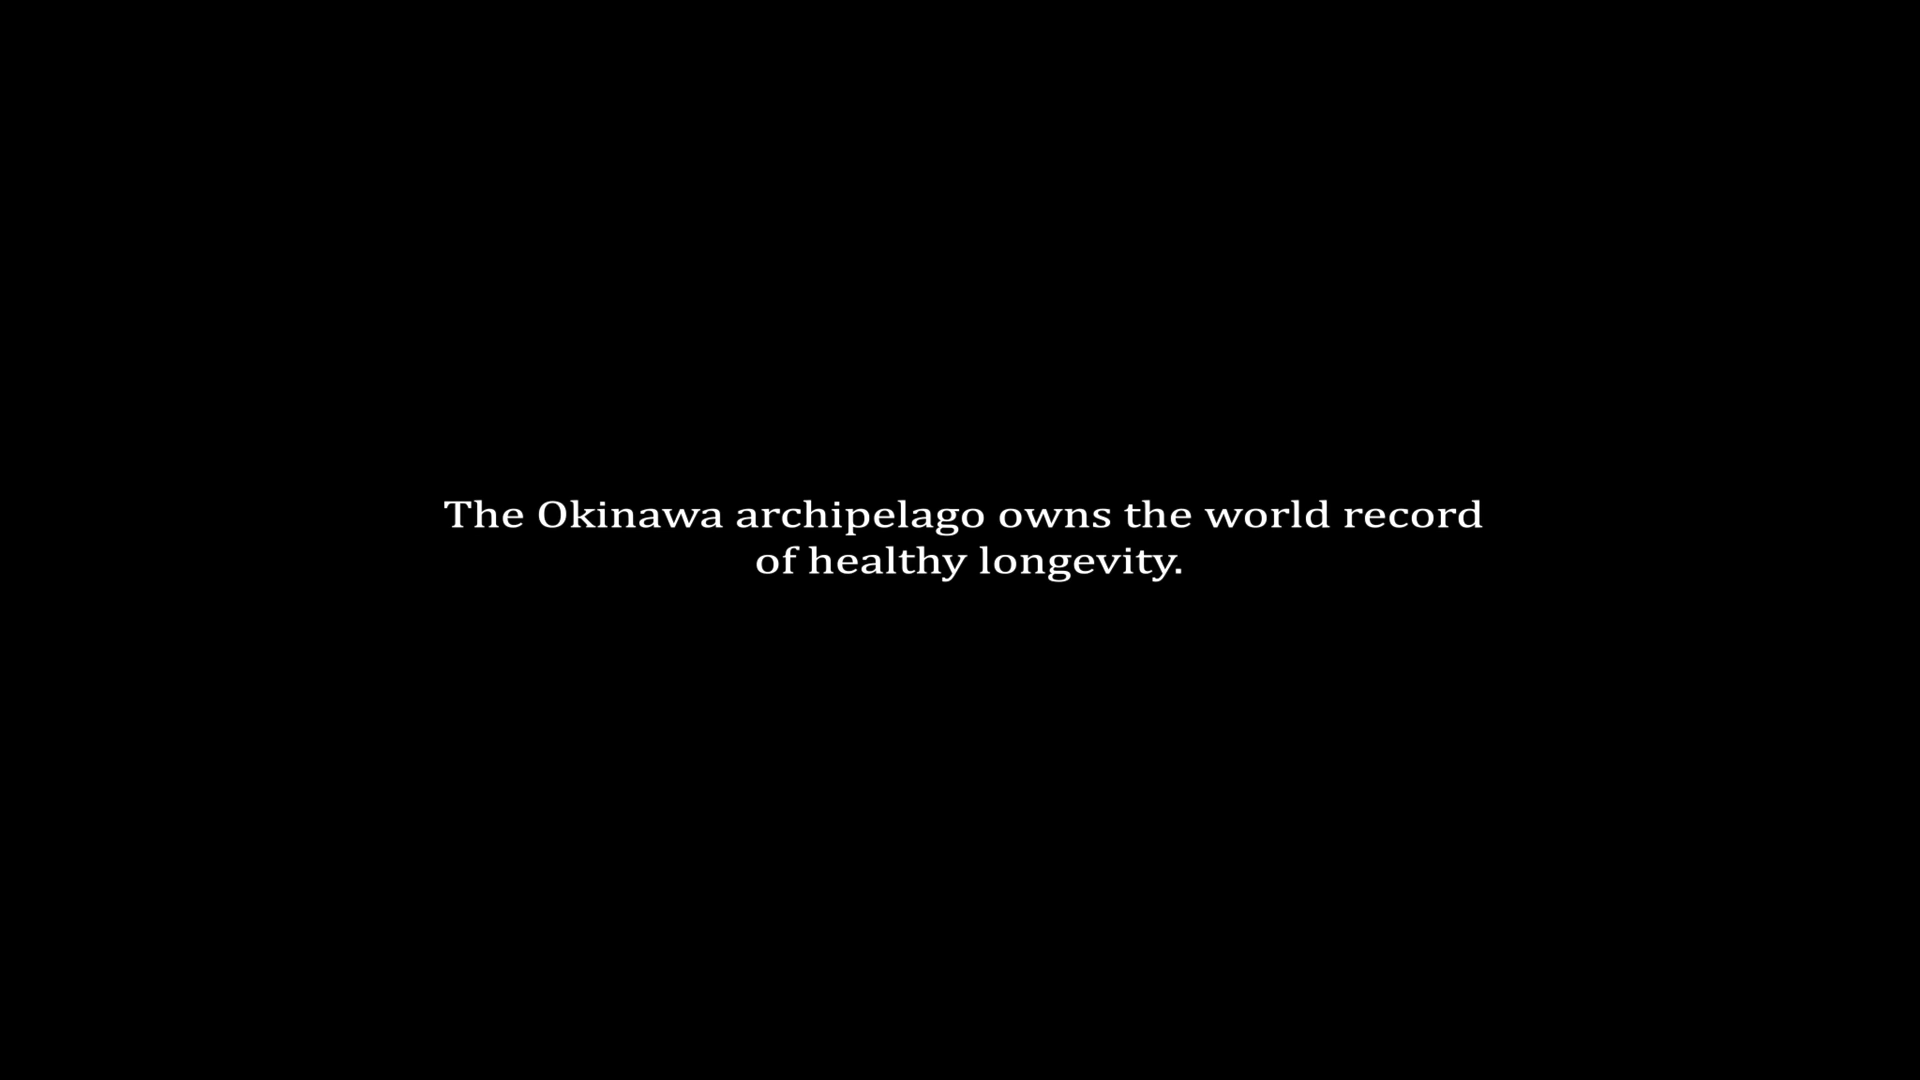 The Okinawa archipelago owns the world record
of healthy longevity.